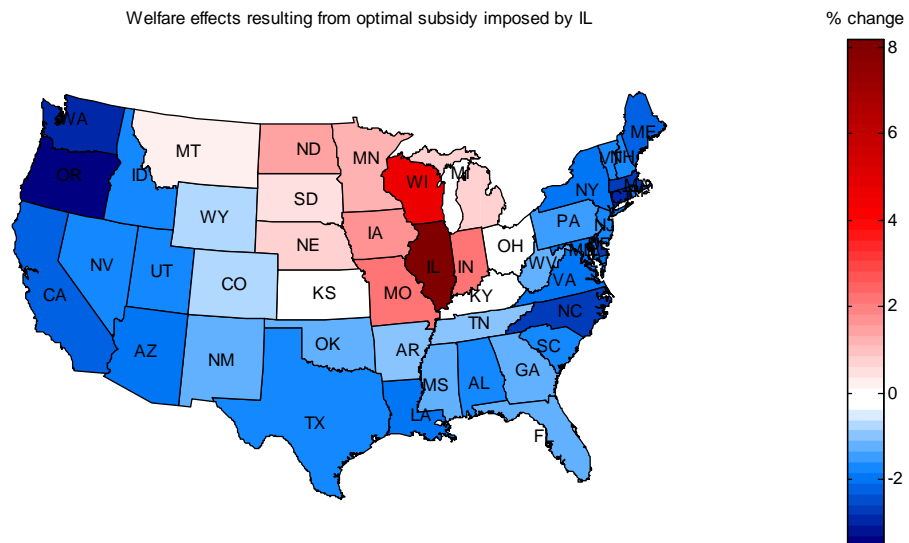 Welfare effects resulting from optimal subsidy imposed by IL
% change
8
6
4
2
0
-2
WA
MT
ND
MN
ME
OR
ID
WI
MI
NH
SD
NY
WY
PA
IA
NJ
NE
OH
NV
UT
CO
IL
IN
WV
VA
CA
KS
MO
KY
NC
TN
AZ
NM
OK
AR
SC
GA
MS
AL
TX
LA